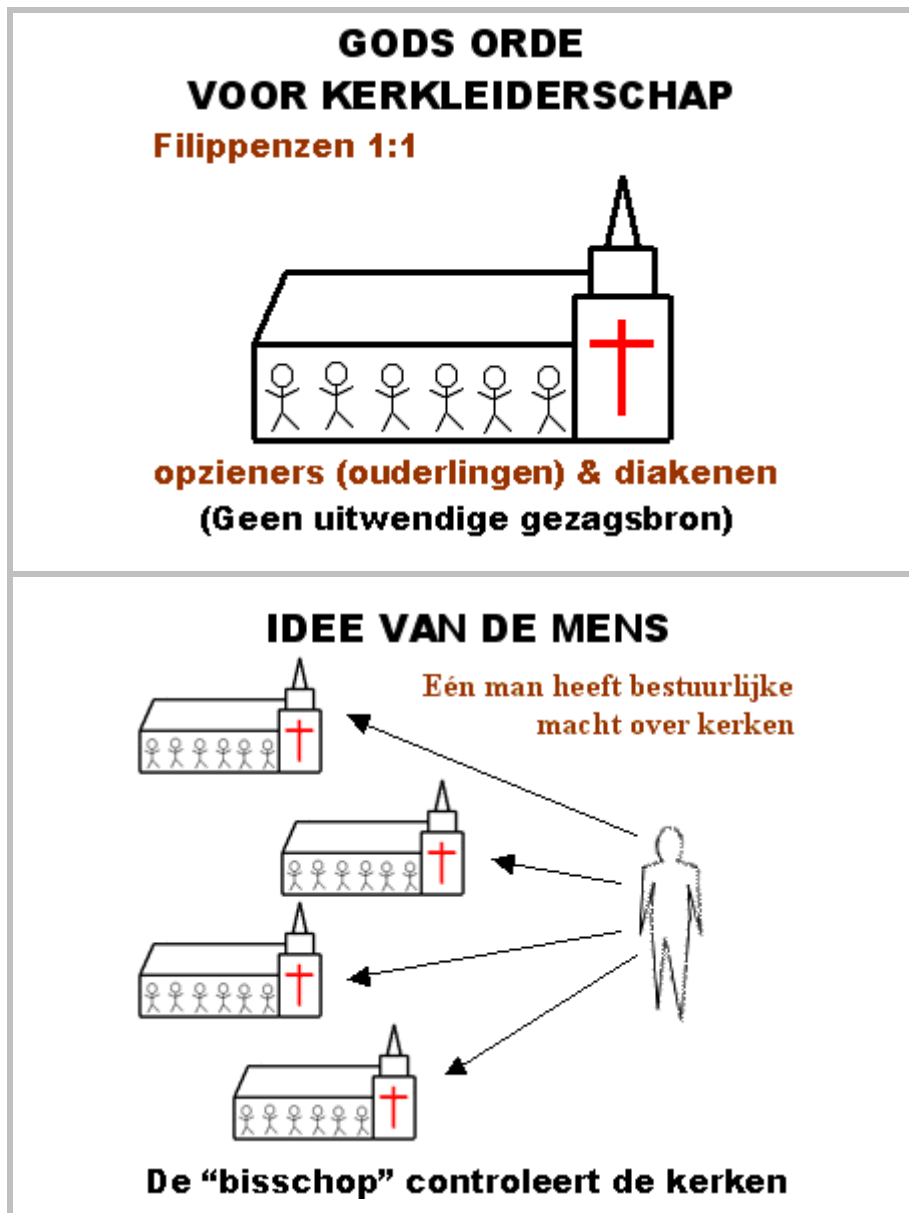 GODS ORDE
VOOR KERKLEIDERSCHAP
Filippenzen 1:1
opzieners (ouderlingen) & diakenen
(Geen uitwendige gezagsbron)
IDEE VAN DE MENS
Eén man heeft bestuurlijke
macht over kerken
De “bisschop” controleert de kerken